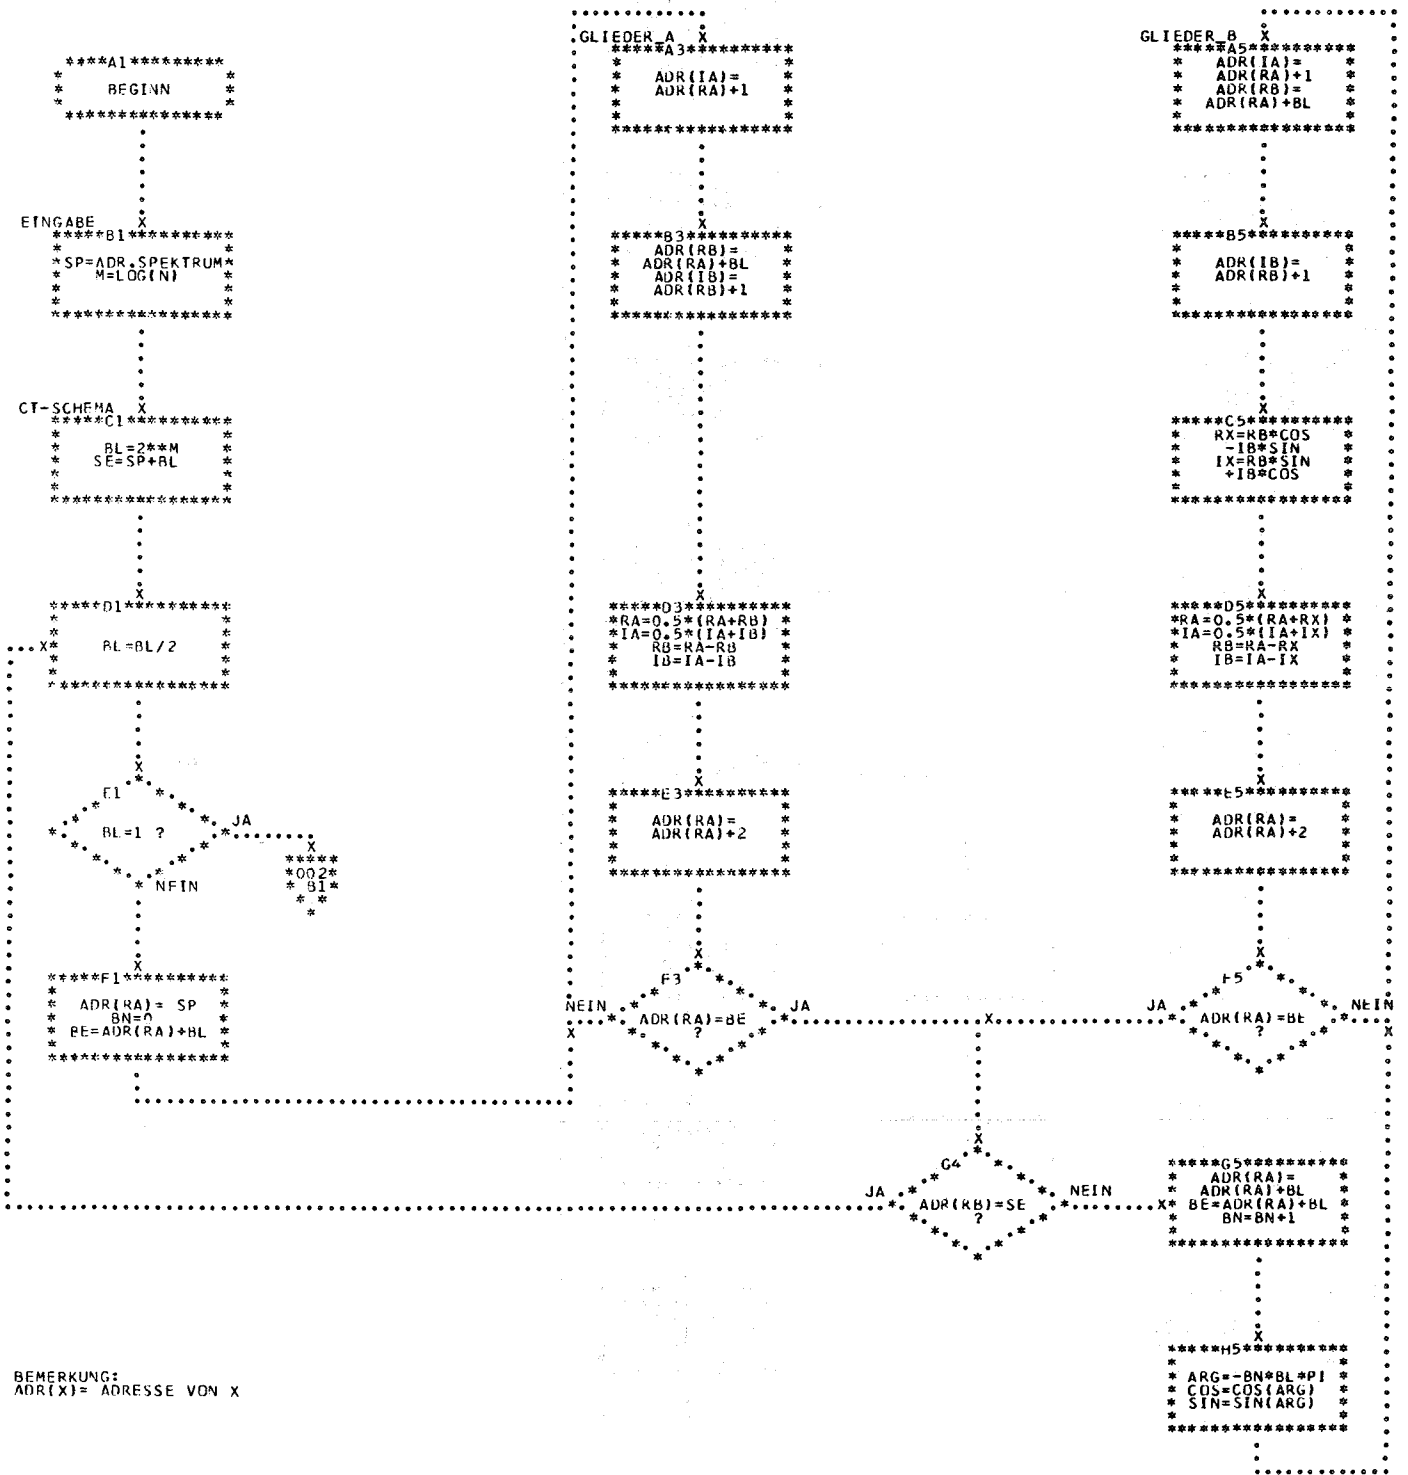 A1
BEGINN
EINGABE
B1
SP=ADR.SPEKTRUM
M=LOG(N)
CT-SCHEMA
C1
BL=2**M
SE=SP+BL
D1
BL=BL/2
E1
BL=1 ?
JA
NEIN
002
B1
F1
ADR(RA)= SP
BN=0
BE=ADR(RA)+BL
GLIEDER_A
A3
ADR(IA)=
ADR(RA)+1
B3
ADR(RB)=
ADR(RA)+BL
ADR(IB)=
ADR(RB)+1
D3
RA=0.5*(RA+RB)
IA=0.5*(IA+IB)
RB=RA-RB
IB=IA-IB
E3
ADR(RA)=
ADR(RA)+2
F3
NEIN
ADR(RA)=BE
?
JA
G4
JA
ADR(RB)=SE
?
NEIN
GLIEDER_B
A5
ADR(IA)=
ADR(RA)+1
ADR(RB)=
ADR(RA)+BL
B5
ADR(IB)=
ADR(RB)+1
C5
RX=RB*COS
-IB*SIN
IX=RB*SIN
+IB*COS
D5
RA=0.5*(RA+RX)
IA=0.5*(IA+IX)
RB=RA-RX
IB=IA-IX
E5
ADR(RA)=
ADR(RA)+2
F5
JA
ADR(RA)=BE
?
NEIN
G5
ADR(RA)=
ADR(RA)+BL
BE=ADR(RA)+BL
BN=BN+1
H5
ARG=-BN*BL*PI
COS=COS(ARG)
SIN=SIN(ARG)
BEMERKUNG:
ADR(X)= ADRESSE VON X